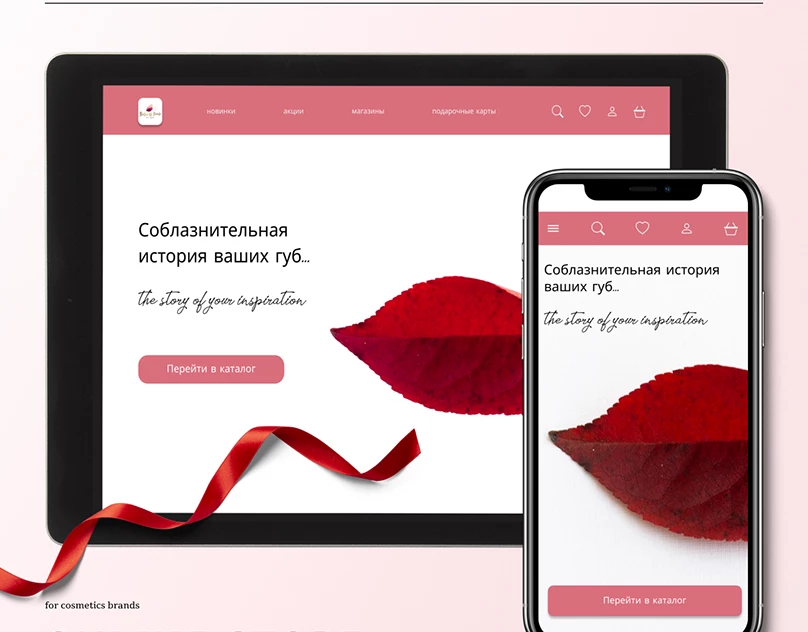 новинки
акции
магазины
подарочные карты
Соблазнительная
история ваших губ...
the story of your inspiration
Перейти в каталог
Соблазнительная история
ваших губ...
the story of your inspiration
Перейти в каталог
for cosmetics brands